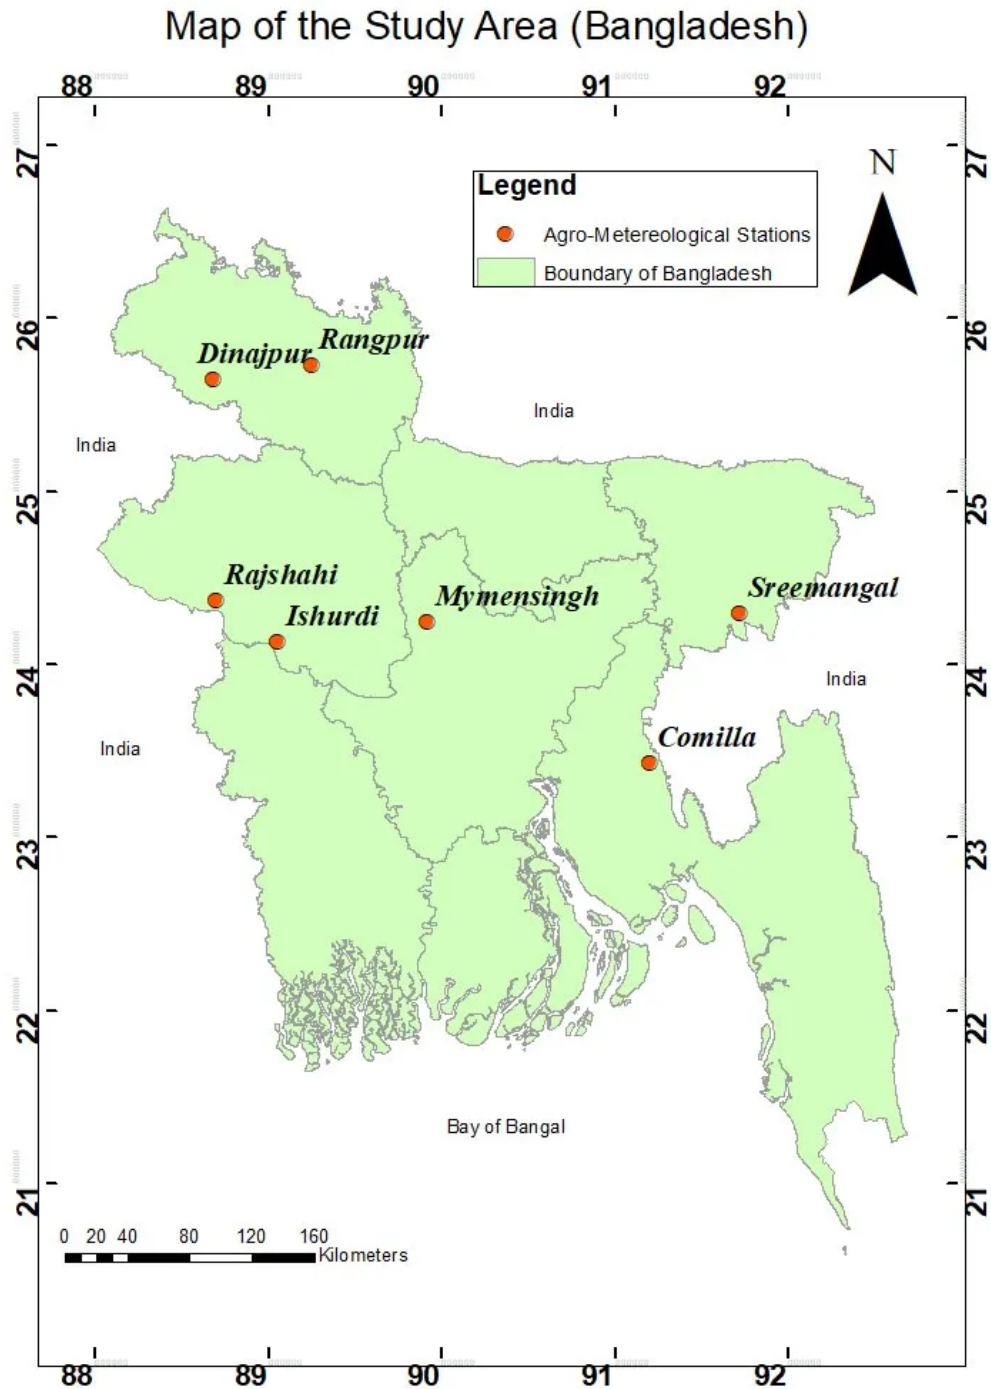 Map of the Study Area (Bangladesh)
88 89 90 91 92
27 27
N
Legend
Agro-Metereological Stations
Boundary of Bangladesh
26 26
Rangpur
Dinajpur
India
India
25 25
Rajshahi
Mymensingh
Sreemangal
Ishurdi
24 24
India
Comilla
India
23 23
22 22
Bay of Bangal
21 21
0 20 40 80 120 160
Kilometers
88 89 90 91 92